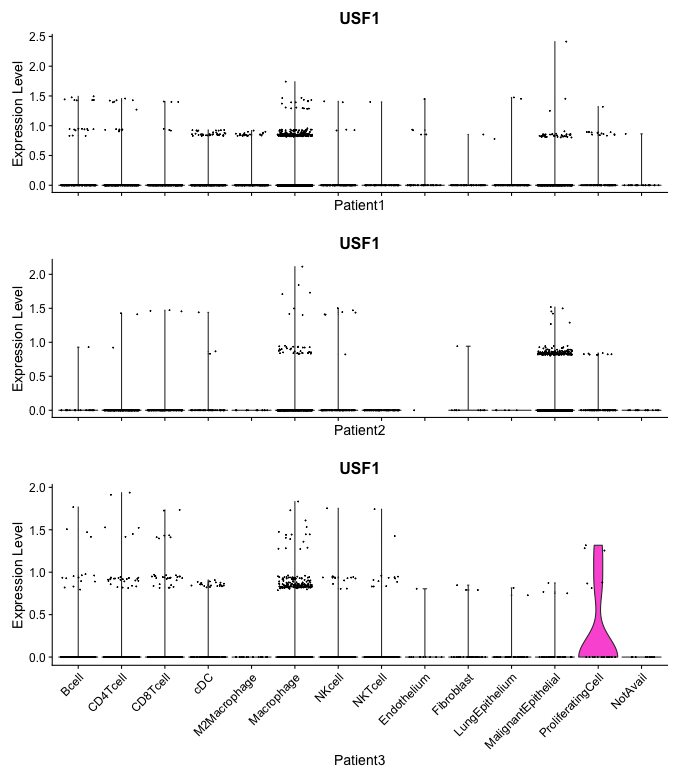 USF1
Expression Level
2.5
2.0
1.5
1.0
0.5
0.0
Patient1
USF1
Expression Level
2.0
1.5
1.0
0.5
0.0
Patient2
USF1
Expression Level
2.0
1.5
1.0
0.5
0.0
Bcell
CD4Tcell
CD8Tcell
cDC
M2Macrophage
Macrophage
NKcell
NKTcell
Endothelium
Fibroblast
LungEpithelium
MalignantEpithelial
ProliferatingCell
NotAvail
Patient3